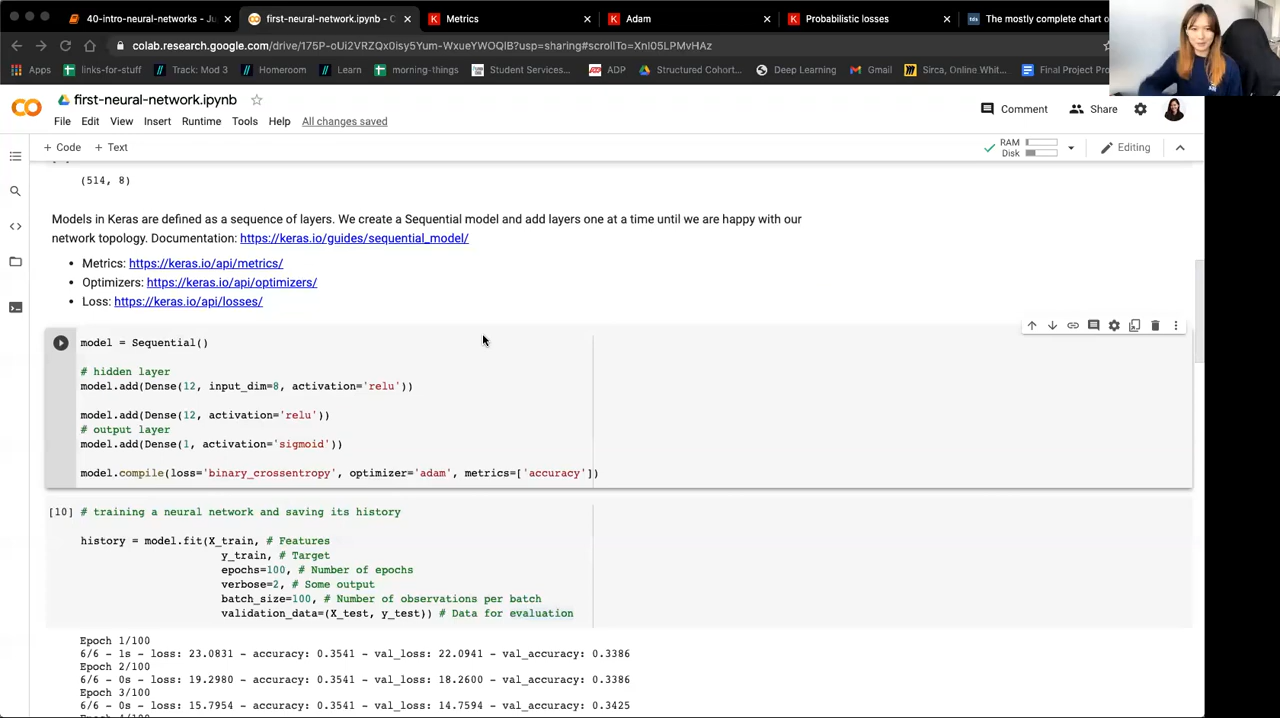 40-intro-neural-networks - Ju
first-neural-network.ipynb - C
Metrics
Adam
Probabilistic losses
The mostly complete chart o
colab.research.google.com/drive/175P-oUi2VRZQx0isy5Yum-WxueYWOQIB?usp=sharing#scrollTo=XnI05LPMvHAz
Apps
links-for-stuff
Track: Mod 3
Homeroom
Learn
morning-things
Student Services...
ADP
Structured Cohort...
Deep Learning
Gmail
Sirca, Online Whit...
Final Project Pro
first-neural-network.ipynb
File Edit View Insert Runtime Tools Help All changes saved
Comment
Share
+ Code + Text
RAM
Disk
Editing
(514, 8)
Models in Keras are defined as a sequence of layers. We create a Sequential model and add layers one at a time until we are happy with our
network topology. Documentation: https://keras.io/guides/sequential_model/
• Metrics: https://keras.io/api/metrics/
• Optimizers: https://keras.io/api/optimizers/
• Loss: https://keras.io/api/losses/
model = Sequential()
# hidden layer
model.add(Dense(12, input_dim=8, activation='relu'))
model.add(Dense(12, activation='relu'))
# output layer
model.add(Dense(1, activation='sigmoid'))
model.compile(loss='binary_crossentropy', optimizer='adam', metrics=['accuracy'])
[10] # training a neural network and saving its history
history = model.fit(X_train, # Features
y_train, # Target
epochs=100, # Number of epochs
verbose=2, # Some output
batch_size=100, # Number of observations per batch
validation_data=(X_test, y_test)) # Data for evaluation
Epoch 1/100
6/6 - 1s - loss: 23.0831 - accuracy: 0.3541 - val_loss: 22.0941 - val_accuracy: 0.3386
Epoch 2/100
6/6 - 0s - loss: 19.2980 - accuracy: 0.3541 - val_loss: 18.2600 - val_accuracy: 0.3386
Epoch 3/100
6/6 - 0s - loss: 15.7954 - accuracy: 0.3541 - val_loss: 14.7594 - val_accuracy: 0.3425